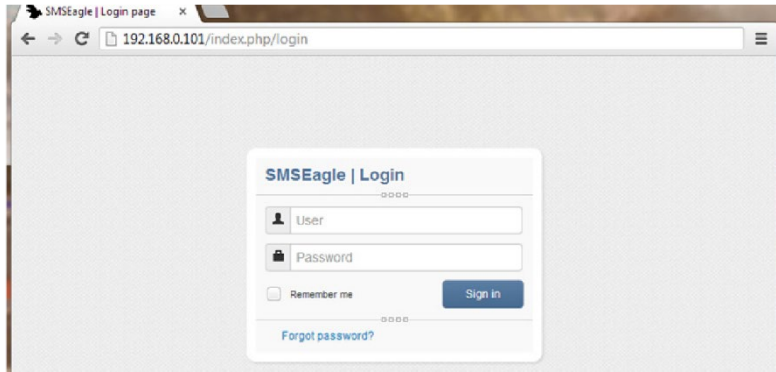 SMSEagle | Login page
192.168.0.101/index.php/login
SMSEagle | Login
User
Password
Remember me
Sign in
Forgot password?